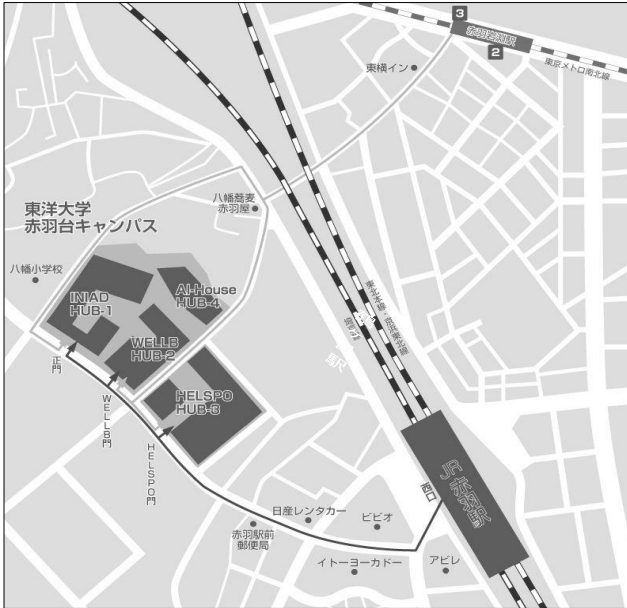 3
赤羽岩淵駅
2
東京メトロ南北線
東横イン
八幡蕎麦
赤羽屋
東洋大学
赤羽台キャンパス
八幡小学校
AI-House
HUB-4
INIAD
HUB-1
WELLB
HUB-2
HELSPO
HUB-3
正門
WELLB門
HELSPO門
東北本線・京浜東北線
JR赤羽駅
西口
日産レンタカー
ビビオ
赤羽駅前
郵便局
イトーヨーカドー
アピレ